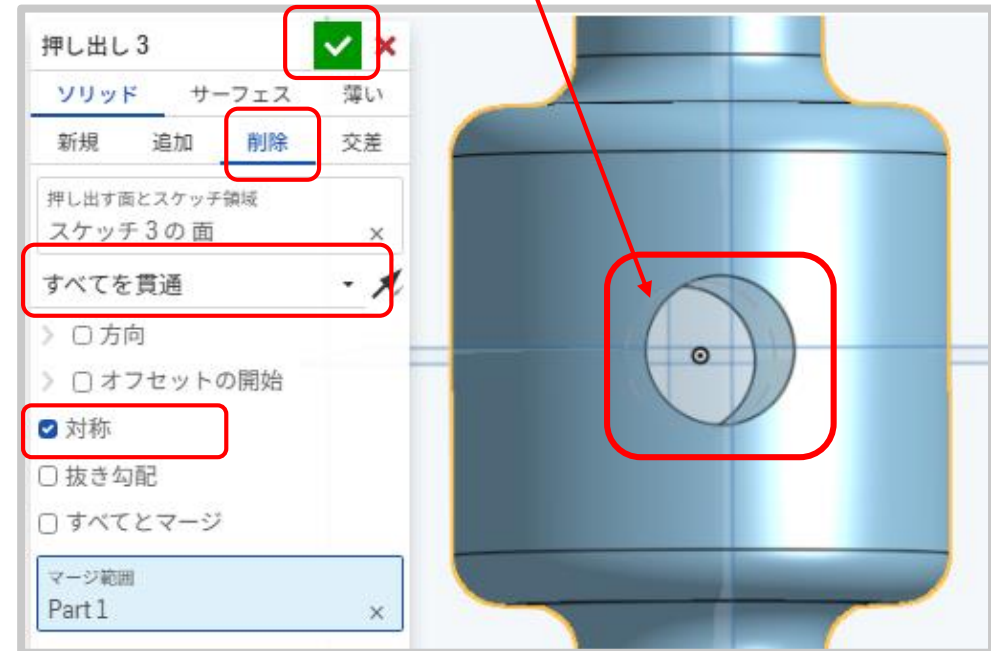 押し出し 3
ソリッド サーフェス 薄い
新規 追加 削除 交差
押し出す面とスケッチ領域
スケッチ 3 の 面
すべてを貫通
方向
オフセットの開始
対称
抜き勾配
すべてとマージ
マージ範囲
Part 1